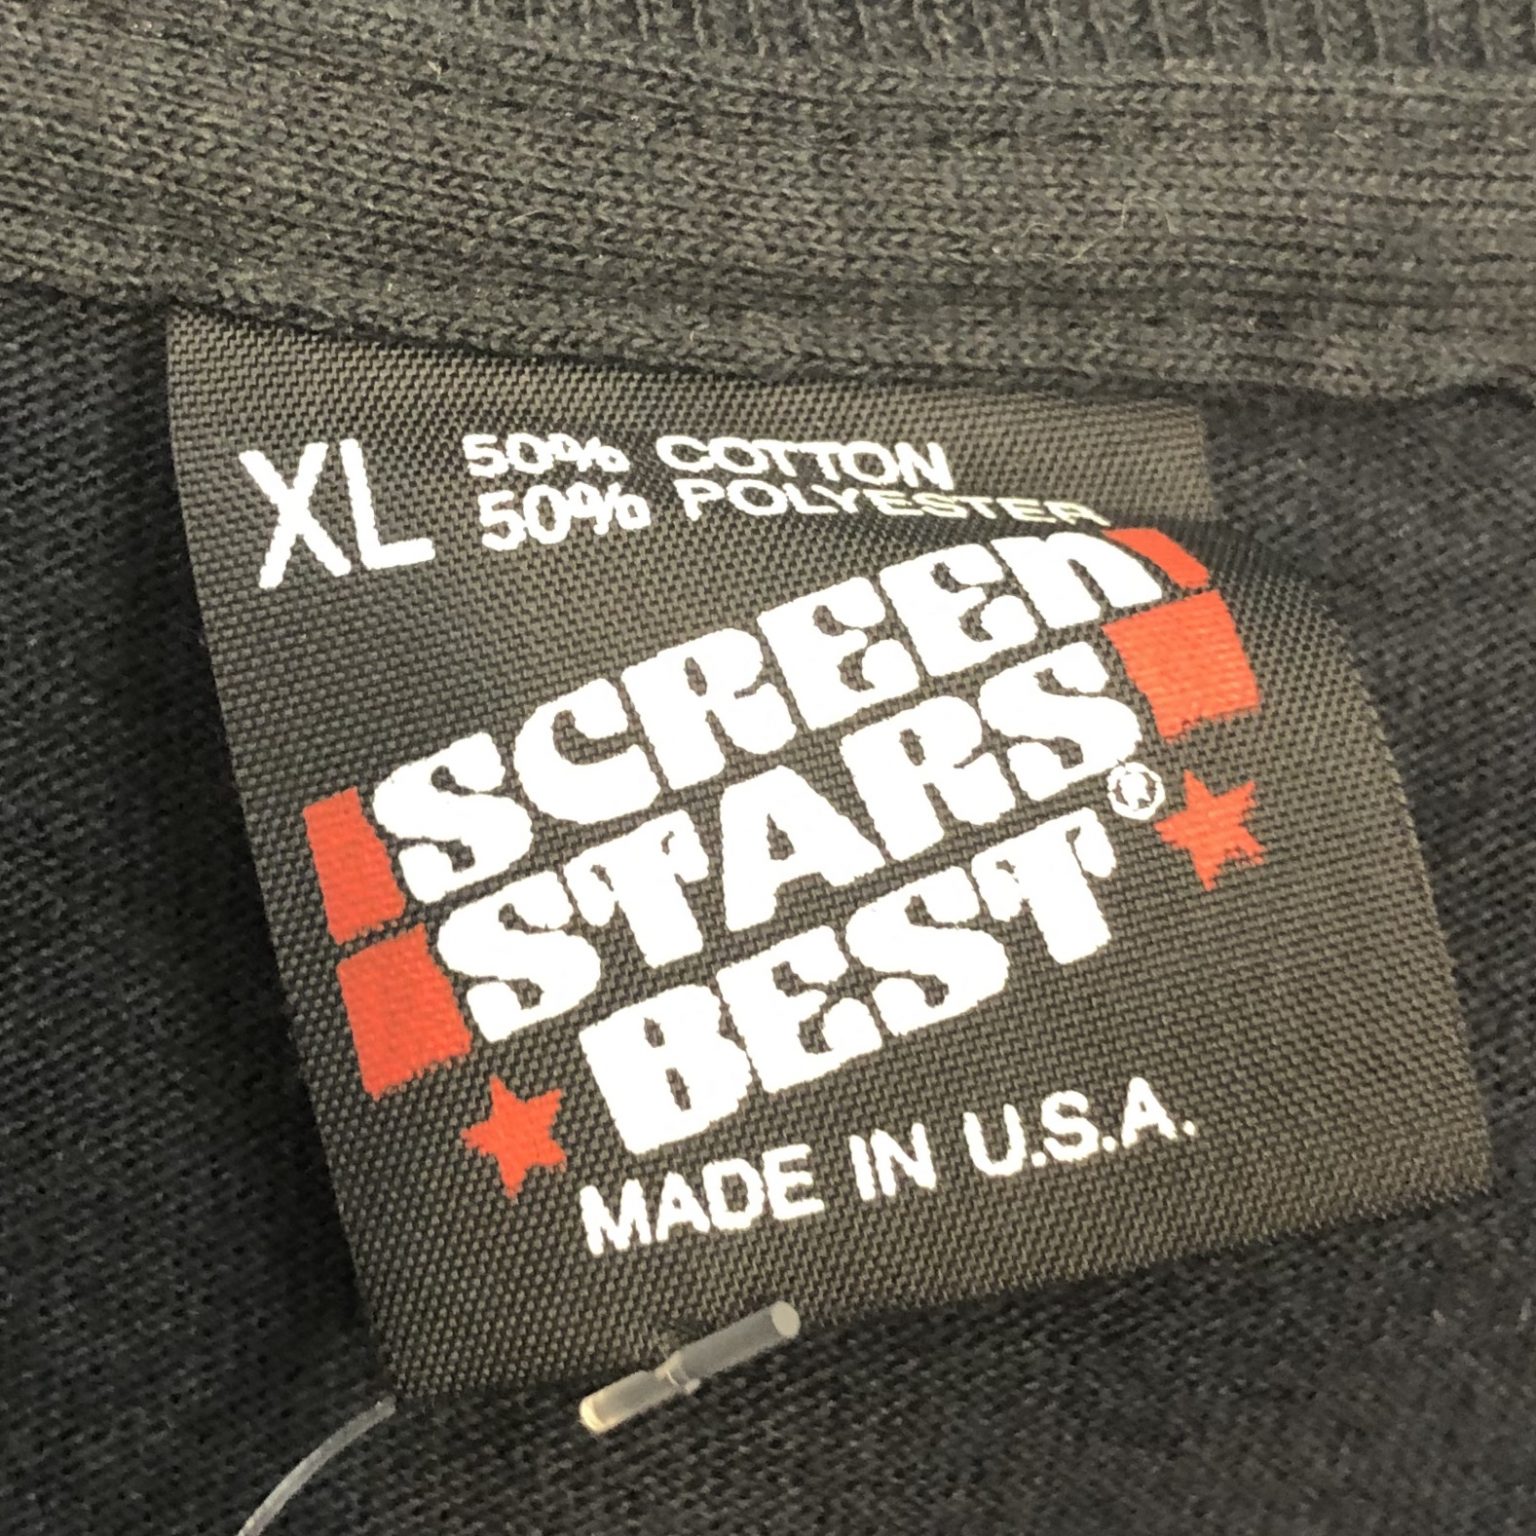 XL
50% COTTON
50% POLYESTER
SCREEN
STARS
BEST®
MADE IN U.S.A.